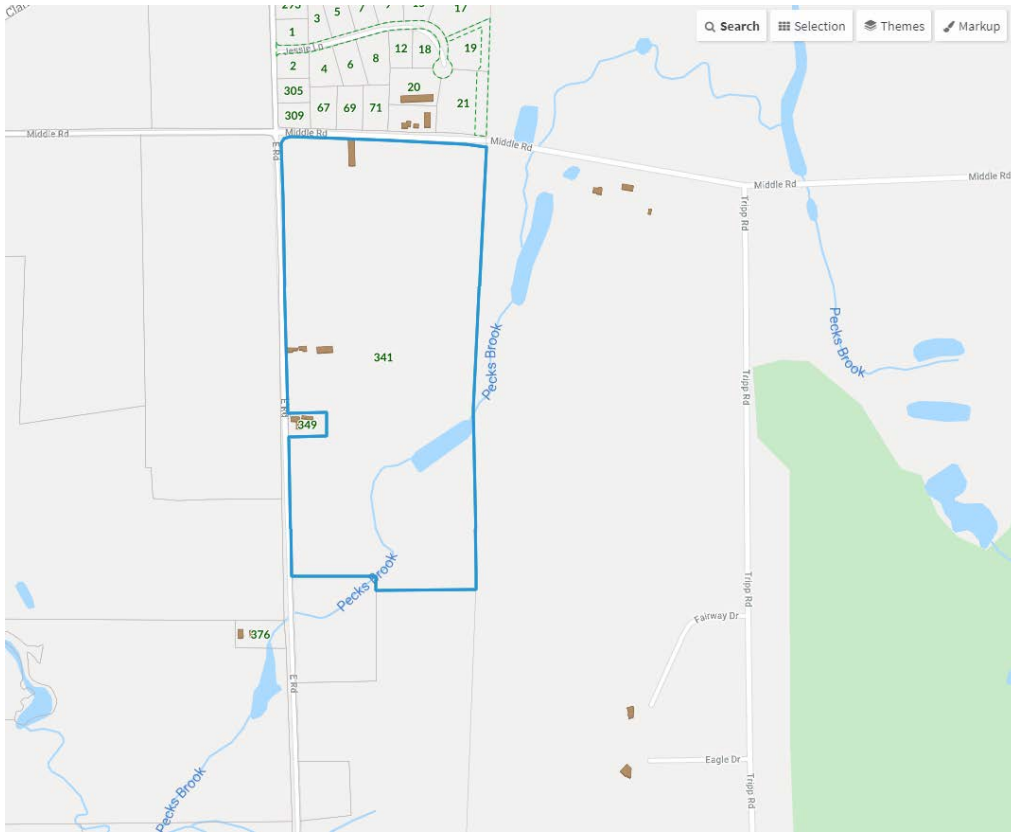 Search
Selection
Themes
Markup
17
3
5
7
1
Jessie Ln
12
18
19
2
4
6
8
305
20
67
69
71
21
309
Middle Rd
Middle Rd
E Rd
Middle Rd
Middle Rd
Middle Rd
Tripp Rd
Pecks Brook
Pecks Brook
341
Tripp Rd
E Rd
349
Pecks Brook
Tripp Rd
Fairway Dr
376
E Rd
Eagle Dr
Pecks Brook
Tripp Rd